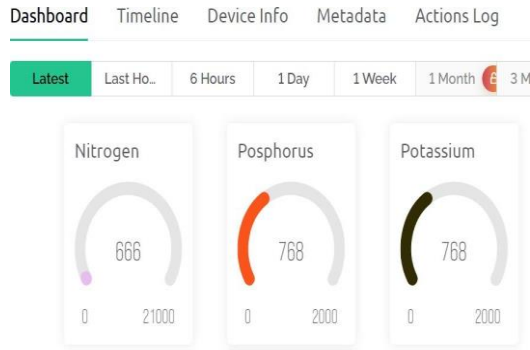 Dashboard Timeline Device Info Metadata Actions Log
Latest Last Ho... 6 Hours 1 Day 1 Week 1 Month 3 M
Nitrogen Posphorus Potassium
666 768 768
0 21000 0 2000 0 2000